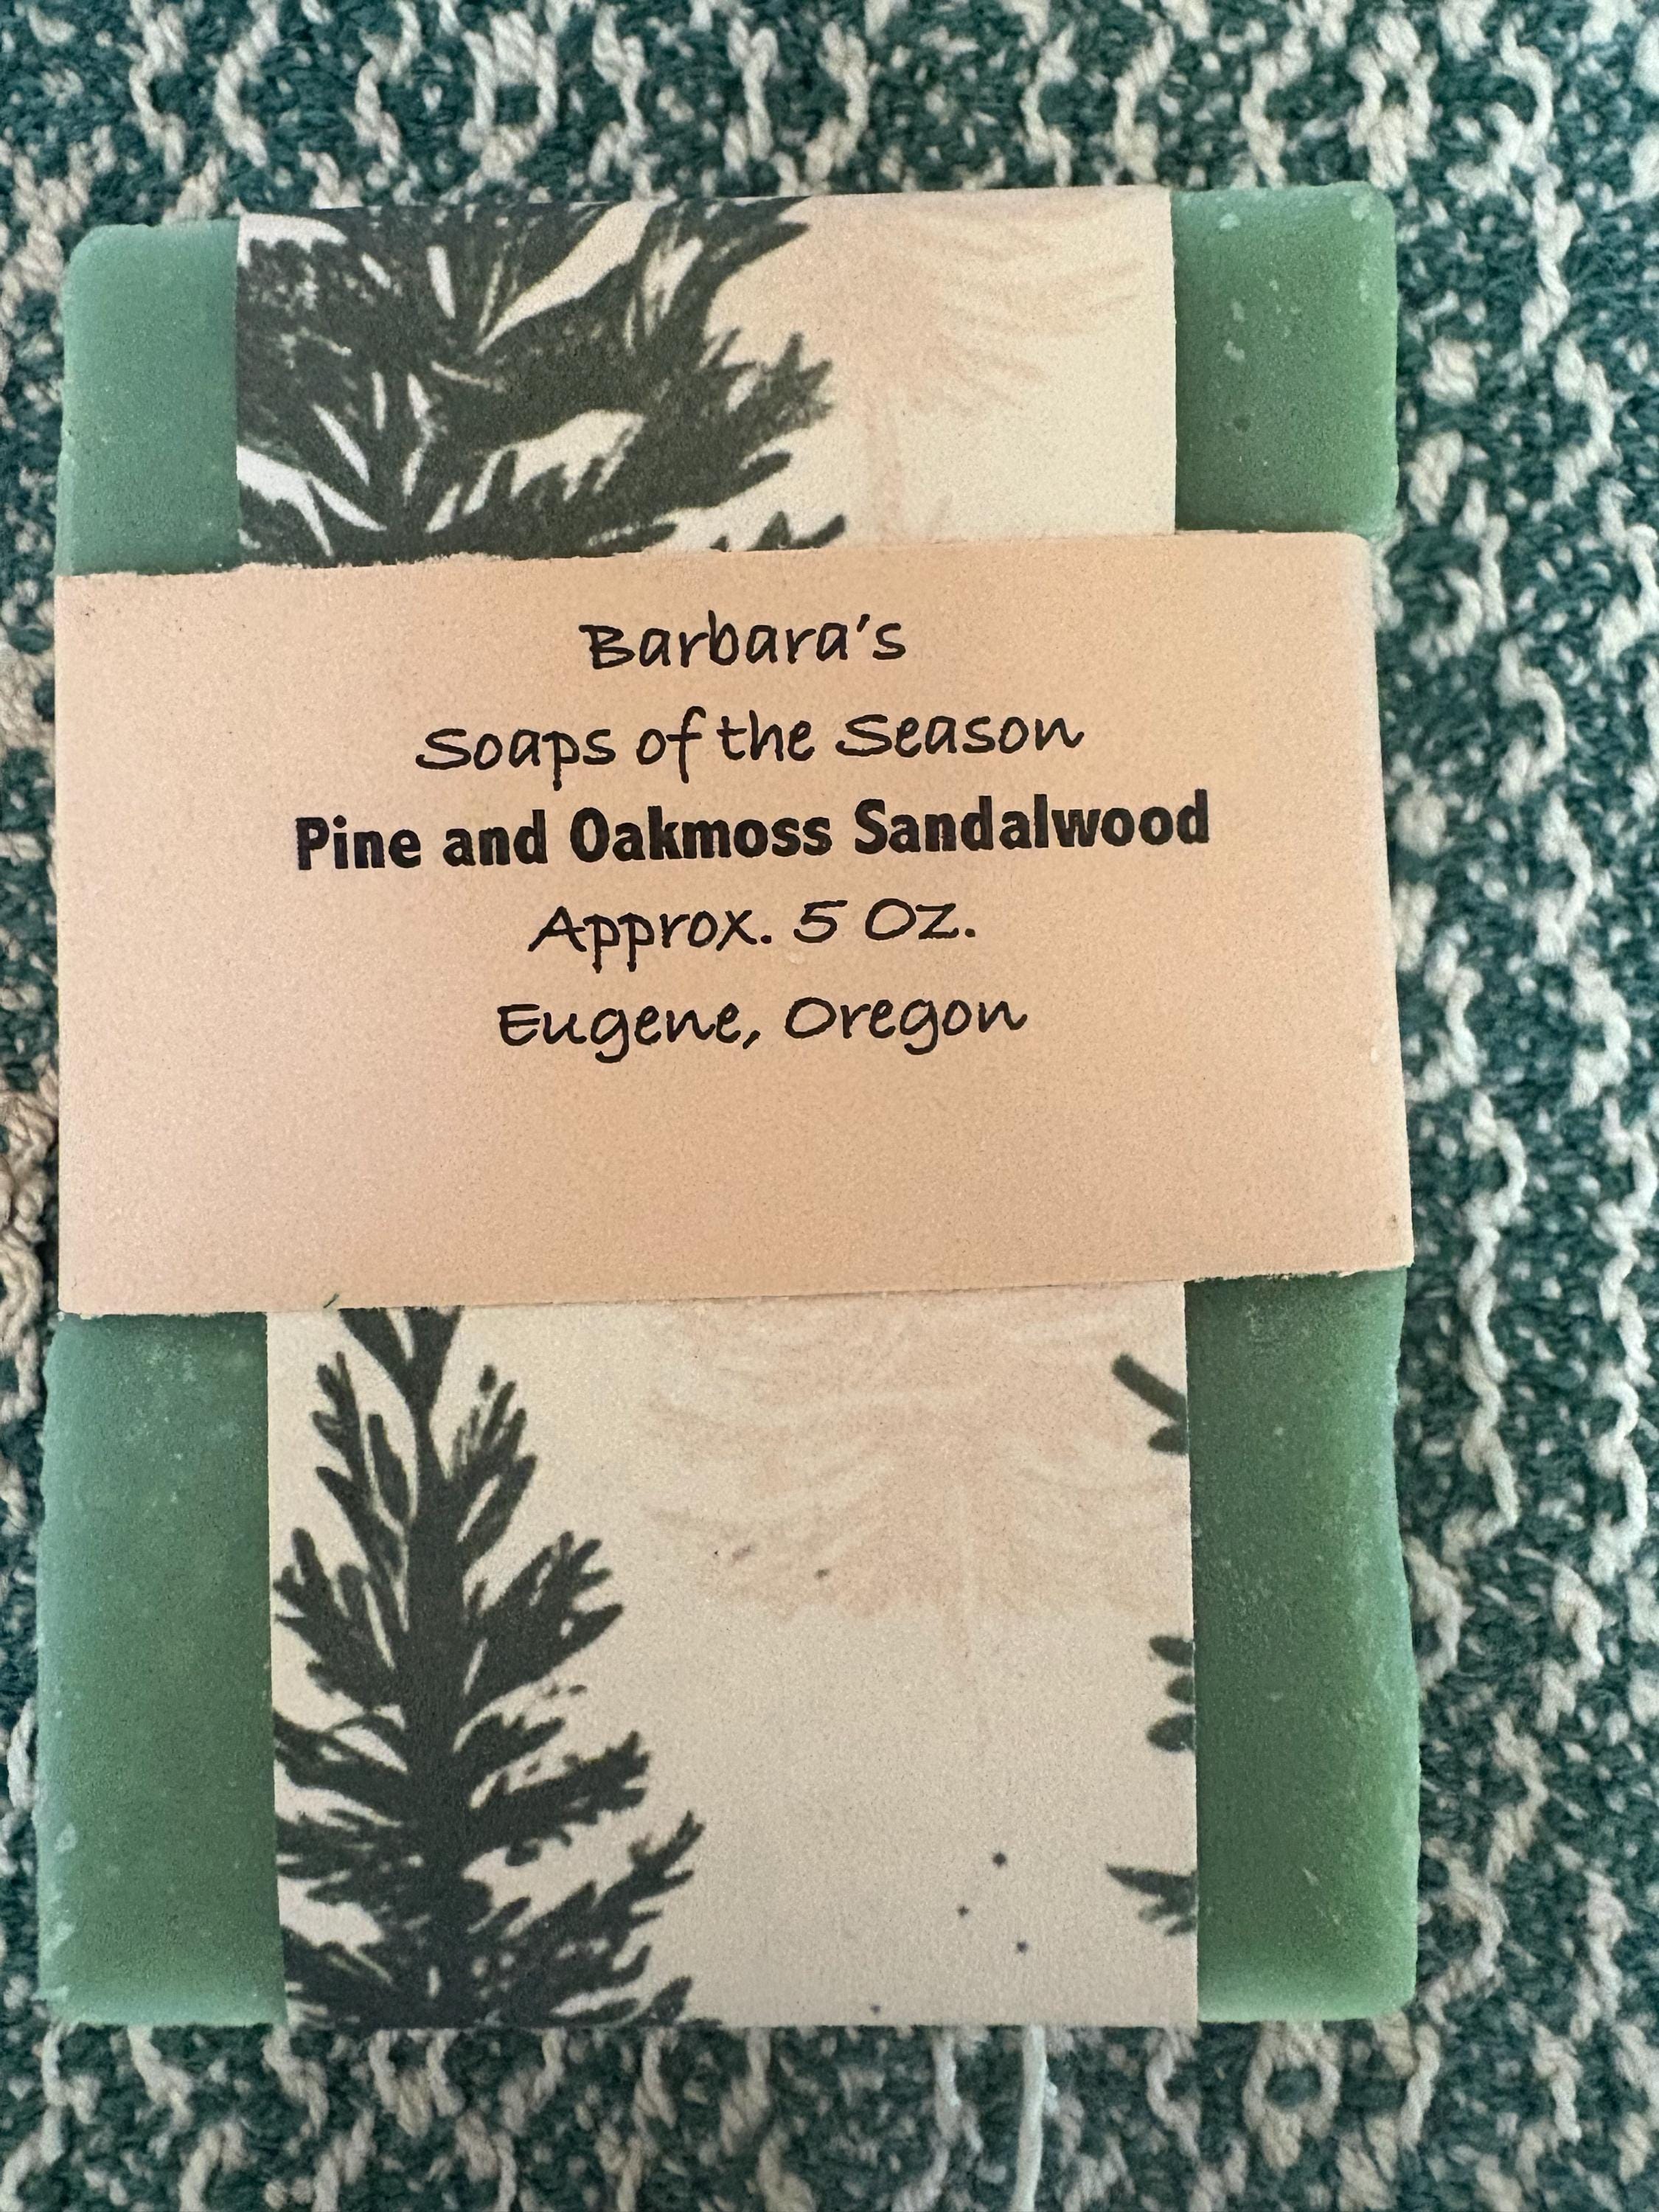 Barbara's
Soaps of the Season
Pine and Oakmoss Sandalwood
Approx. 5 Oz.
Eugene, Oregon